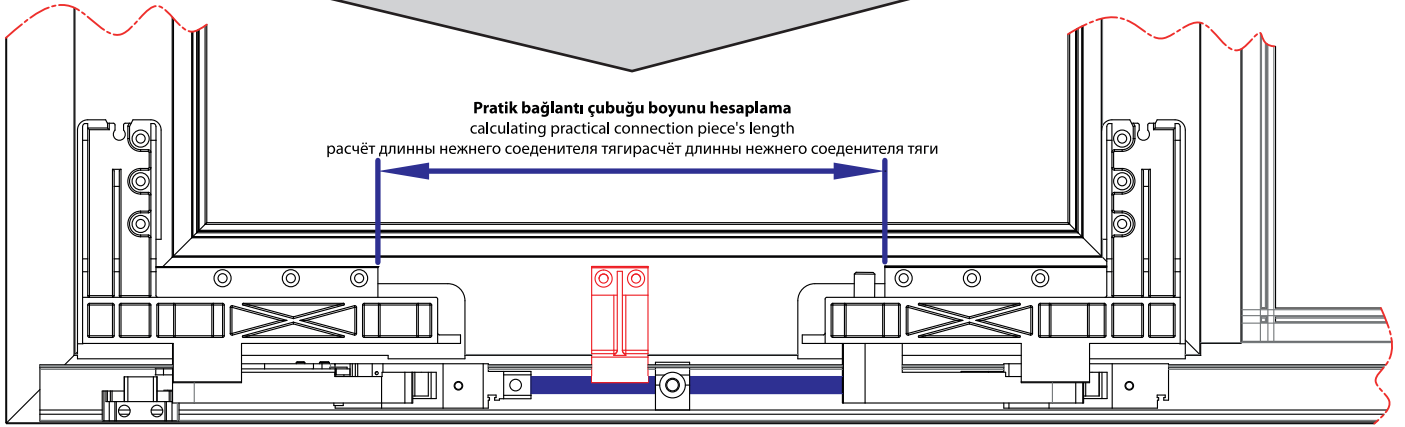 Pratik bağlantı çubuğu boyunu hesaplama
calculating practical connection piece's length
расчёт длинны нежнего соеденителя тягирасчёт длинны нежнего соеденителя тяги